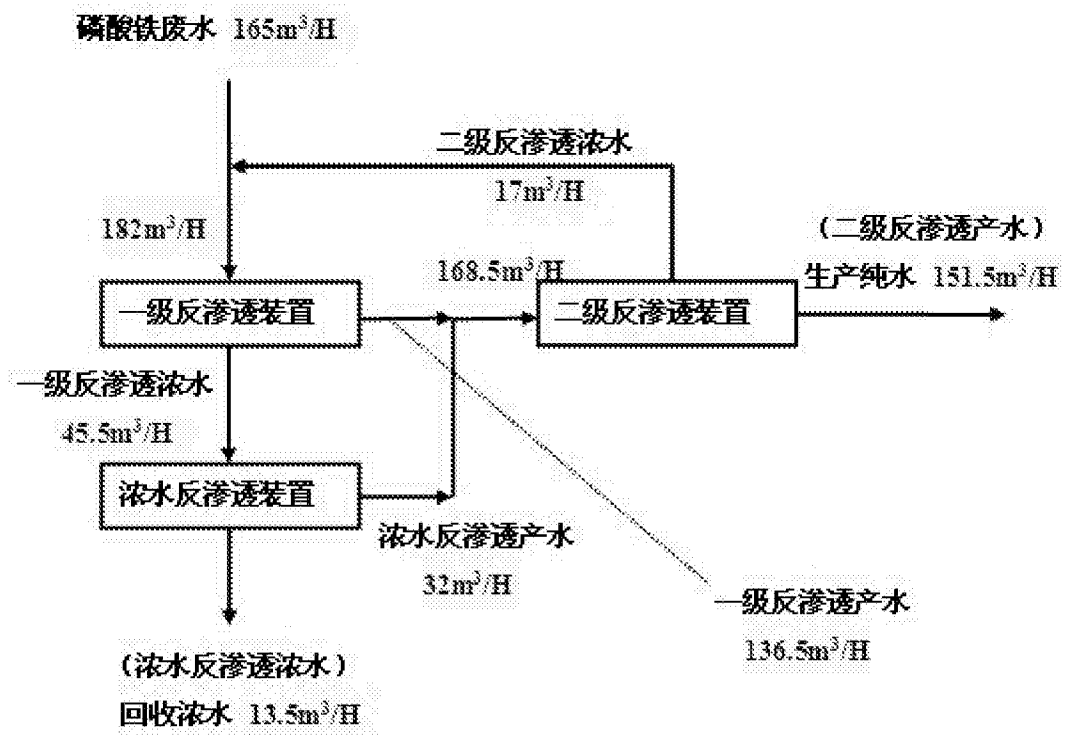 磷酸铁废水 165m³/H
二级反渗透浓水
17m³/H
182m³/H
(二级反渗透产水)
168.5m³/H
生产纯水 151.5m³/H
一级反渗透装置
二级反渗透装置
一级反渗透浓水
45.5m³/H
浓水反渗透装置
浓水反渗透产水
32m³/H
一级反渗透产水
136.5m³/H
(浓水反渗透浓水)
回收浓水 13.5m³/H